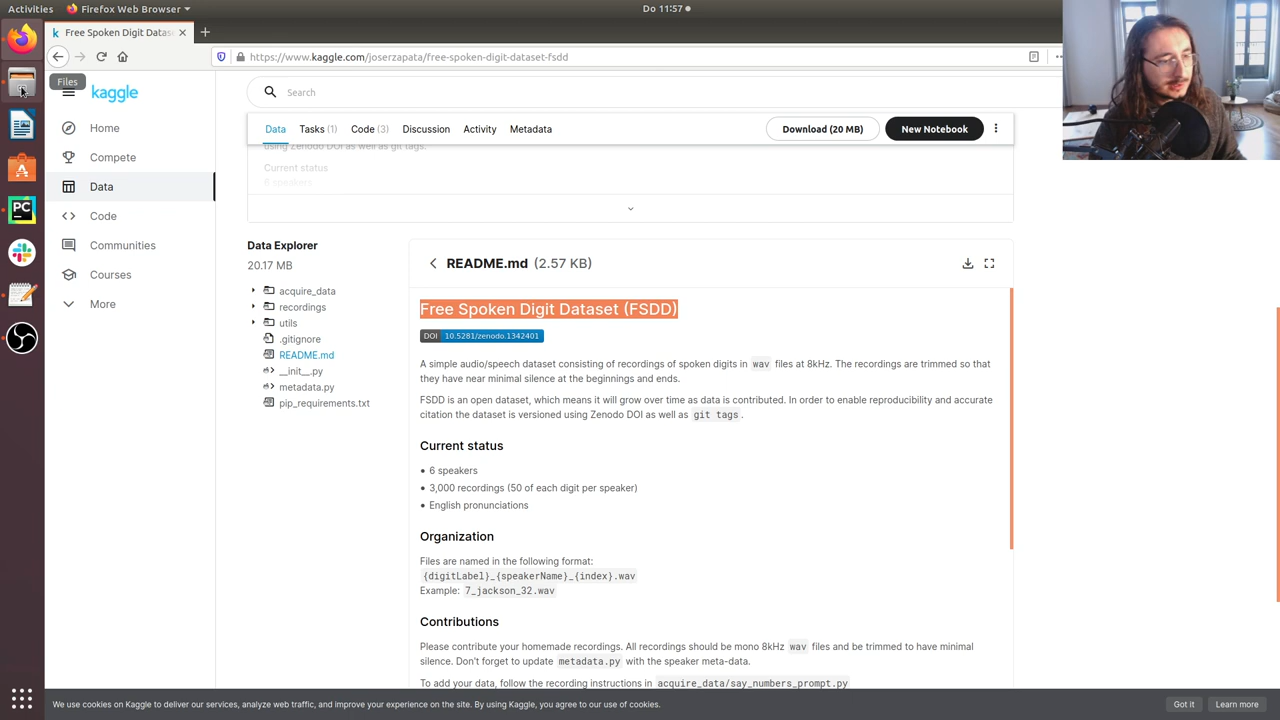 Activities
Firefox Web Browser
Do 11:57
Free Spoken Digit Datas
https://www.kaggle.com/joserzapata/free-spoken-digit-dataset-fsdd
Files
kaggle
Search
Home
Compete
Data
Code
Communities
Courses
More
Data Tasks (1) Code (3) Discussion Activity Metadata
Download (20 MB)
New Notebook
using Zenodo DOI as well as git tags.
Current status
6 speakers
Data Explorer
20.17 MB
acquire_data
recordings
utils
.gitignore
README.md
__init__.py
metadata.py
pip_requirements.txt
README.md (2.57 KB)
Free Spoken Digit Dataset (FSDD)
DOI 10.5281/zenodo.1342401
A simple audio/speech dataset consisting of recordings of spoken digits in wav files at 8kHz. The recordings are trimmed so that
they have near minimal silence at the beginnings and ends.
FSDD is an open dataset, which means it will grow over time as data is contributed. In order to enable reproducibility and accurate
citation the dataset is versioned using Zenodo DOI as well as git tags.
Current status
• 6 speakers
• 3,000 recordings (50 of each digit per speaker)
• English pronunciations
Organization
Files are named in the following format:
{digitLabel}_{speakerName}_{index}.wav
Example: 7_jackson_32.wav
Contributions
Please contribute your homemade recordings. All recordings should be mono 8kHz wav files and be trimmed to have minimal
silence. Don't forget to update metadata.py with the speaker meta-data.
To add your data, follow the recording instructions in acquire_data/say_numbers_prompt.py
We use cookies on Kaggle to deliver our services, analyze web traffic, and improve your experience on the site. By using Kaggle, you agree to our use of cookies.
Got it
Learn more